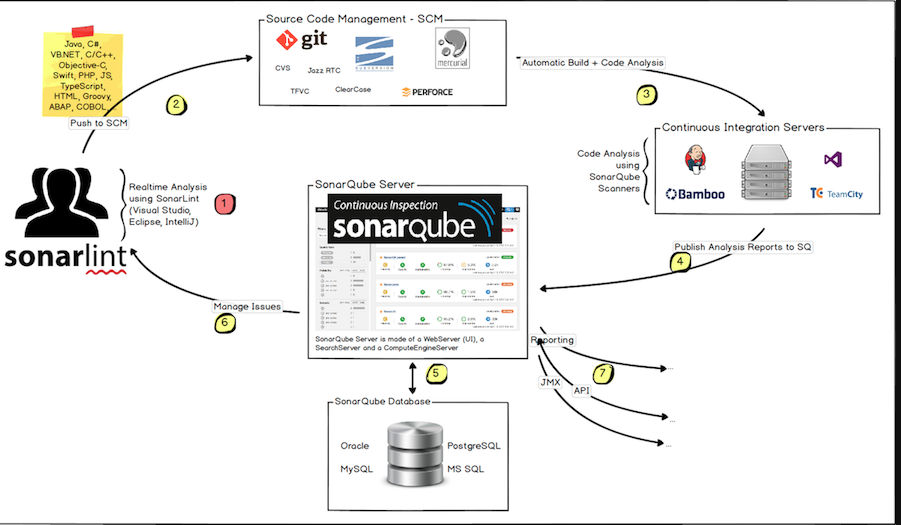 Java, C#,
VB.NET, C/C++,
Objective-C,
Swift, PHP, JS,
TypeScript,
HTML, Groovy,
ABAP, COBOL, ...
Push to SCM
2
Source Code Management - SCM
git
CVS
Jazz RTC
SUBVERSION
mercurial
TFVC
ClearCase
PERFORCE
Automatic Build + Code Analysis
3
Continuous Integration Servers
Code Analysis
using
SonarQube
Scanners
Bamboo
TC TeamCity
Realtime Analysis
using SonarLint
(Visual Studio,
Eclipse, IntelliJ)
1
sonarlint
SonarQube Server
Continuous Inspection
sonarqube
SonarQube Server is made of a WebServer (UI), a
SearchServer and a ComputeEngineServer
Publish Analysis Reports to SQ
4
Manage Issues
6
5
Reporting
7
JMX
API
...
...
...
SonarQube Database
Oracle
PostgreSQL
MySQL
MS SQL